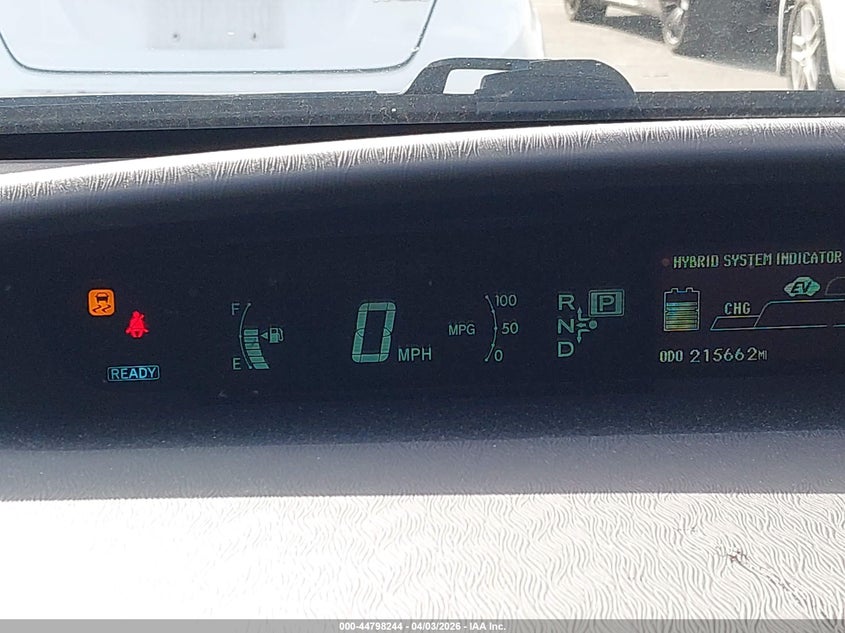 HYBRID SYSTEM INDICATOR
EV
CHG
ODO 215662MI
F
E
0 MPH
MPG
100
50
0
R
N
D
P
READY
000-44798244 - 04/03/2026 - IAA Inc.